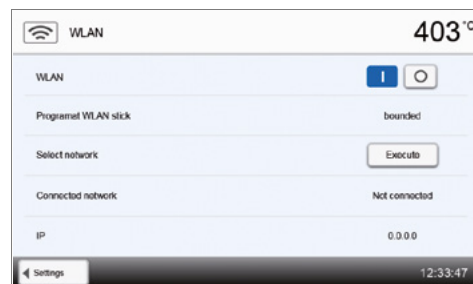 WLAN 403 °C
WLAN I O
Programat WLAN stick bounded
Select network Execute
Connected network Not connected
IP 0.0.0.0
Settings 12:33:47